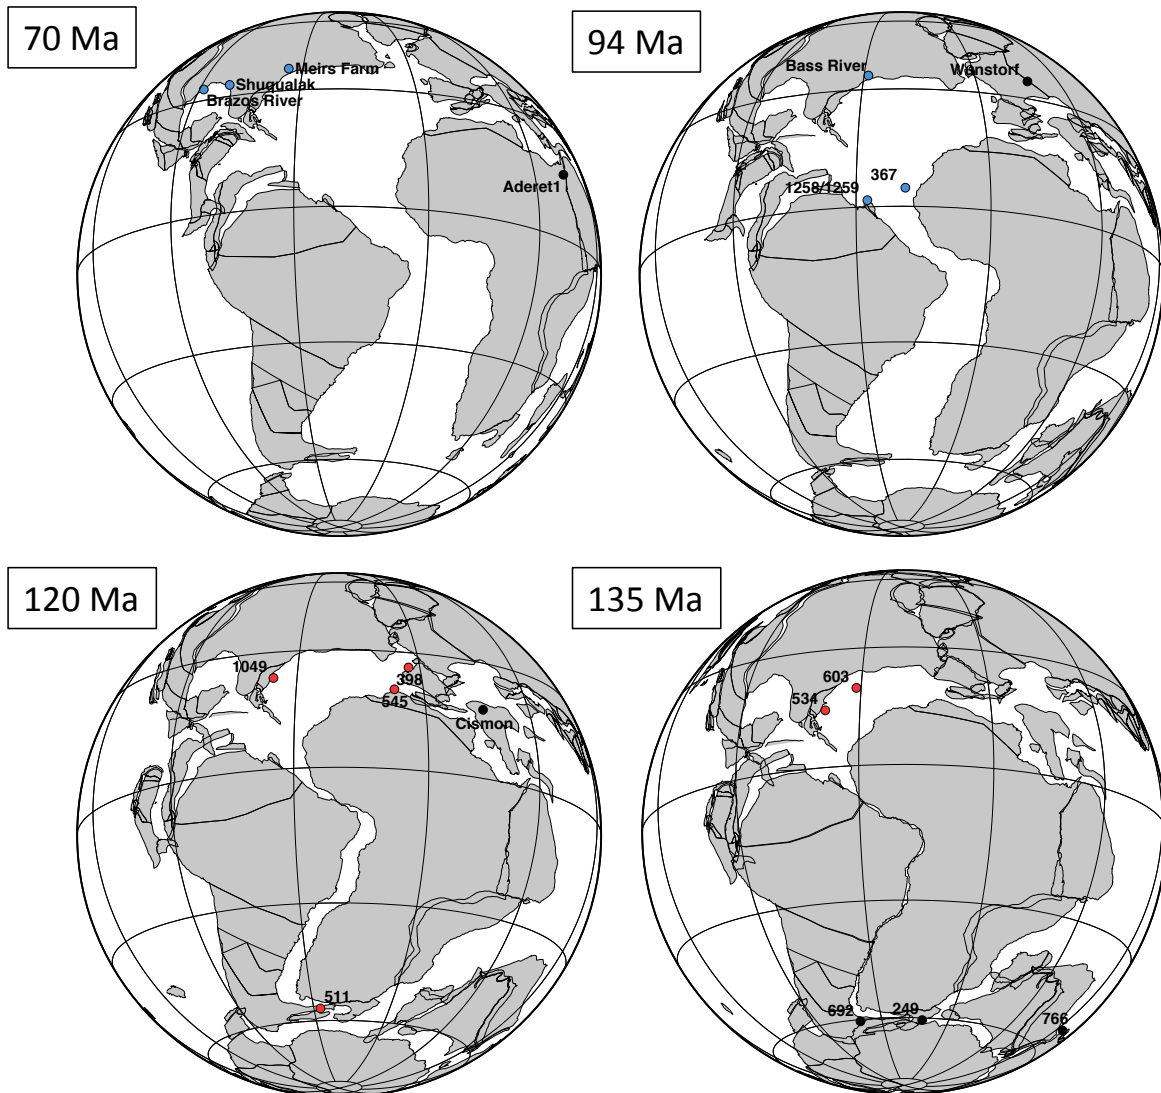 70 Ma
Meirs Farm
Shuqualak
Brazos River
Aderet1
94 Ma
Bass River
Wunstorf
367
1258/1259
120 Ma
1049
398
545
Cismon
511
135 Ma
603
534
692
249
766